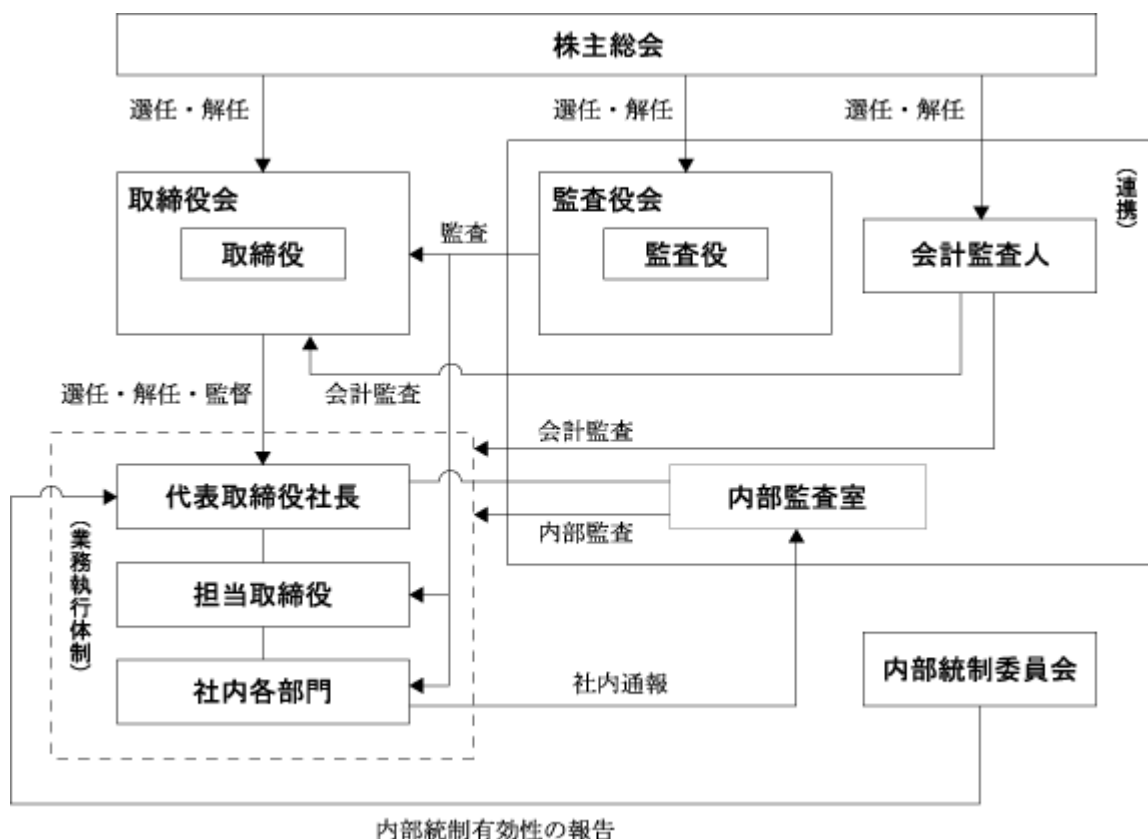 株主総会
選任・解任
選任・解任
選任・解任
(連携)
取締役会
取締役
監査
監査役会
監査役
会計監査人
選任・解任・監督
会計監査
会計監査
代表取締役社長
内部監査室
内部監査
(業務執行体制)
担当取締役
社内各部門
社内通報
内部統制委員会
内部統制有効性の報告